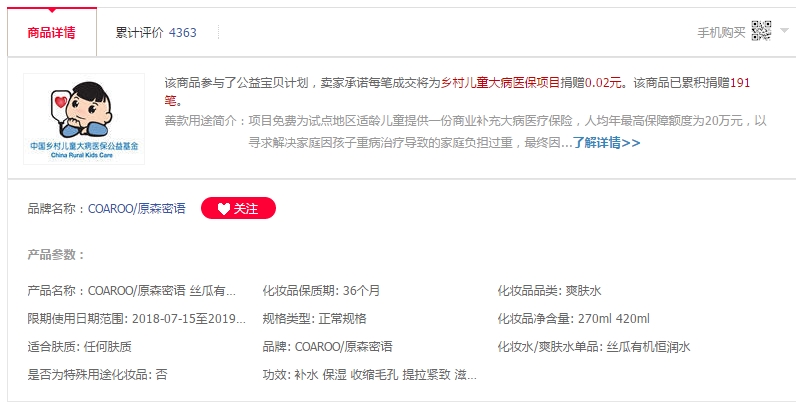 商品详情 累计评价 4363 手机购买
该商品参与了公益宝贝计划，卖家承诺每笔成交将为乡村儿童大病医保项目捐赠0.02元。该商品已累积捐赠191
笔。
善款用途简介：项目免费为试点地区适龄儿童提供一份商业补充大病医疗保险，人均年最高保障额度为20万元，以
寻求解决家庭因孩子重病治疗导致的家庭负担过重，最终因...了解详情>>
中国乡村儿童大病医保公益基金
China Rural Kids Care
品牌名称：COAROO/原森密语 关注
产品参数：
产品名称：COAROO/原森密语 丝瓜有... 化妆品保质期: 36个月 化妆品品类: 爽肤水
限期使用日期范围: 2018-07-15至2019... 规格类型: 正常规格 化妆品净含量: 270ml 420ml
适合肤质: 任何肤质 品牌: COAROO/原森密语 化妆水/爽肤水单品: 丝瓜有机恒润水
是否为特殊用途化妆品: 否 功效: 补水 保湿 收缩毛孔 提拉紧致 滋...